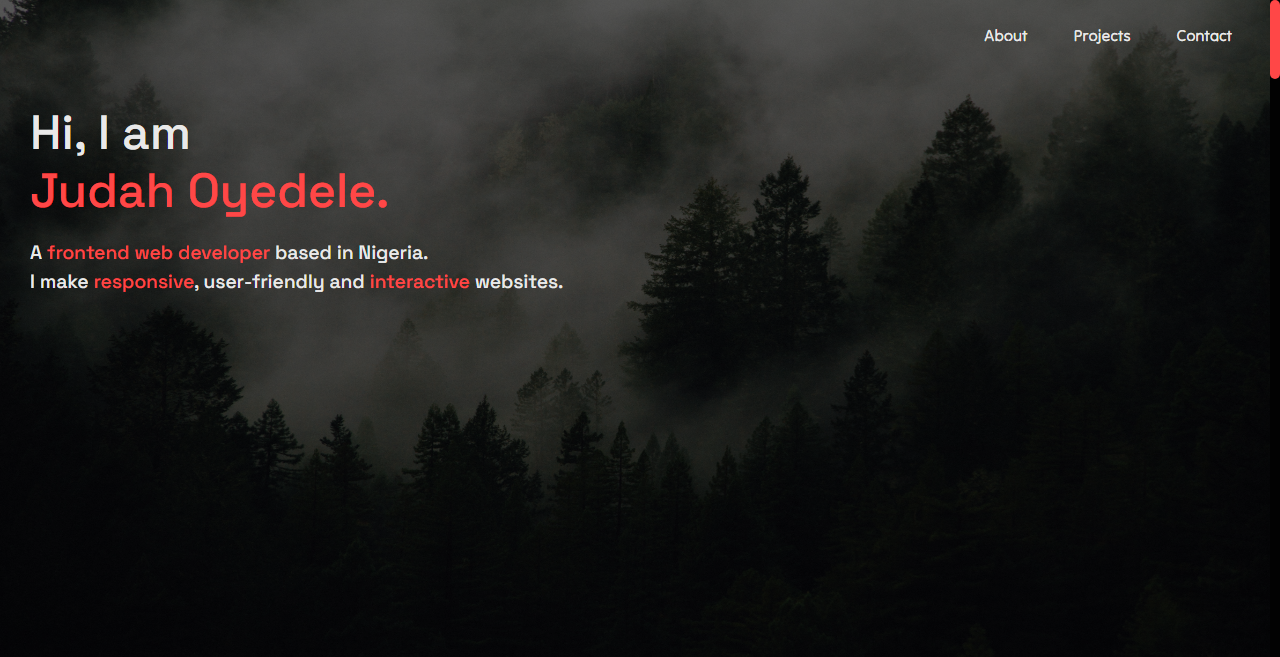 About Projects Contact
Hi, I am
Judah Oyedele.
A frontend web developer based in Nigeria.
I make responsive, user-friendly and interactive websites.